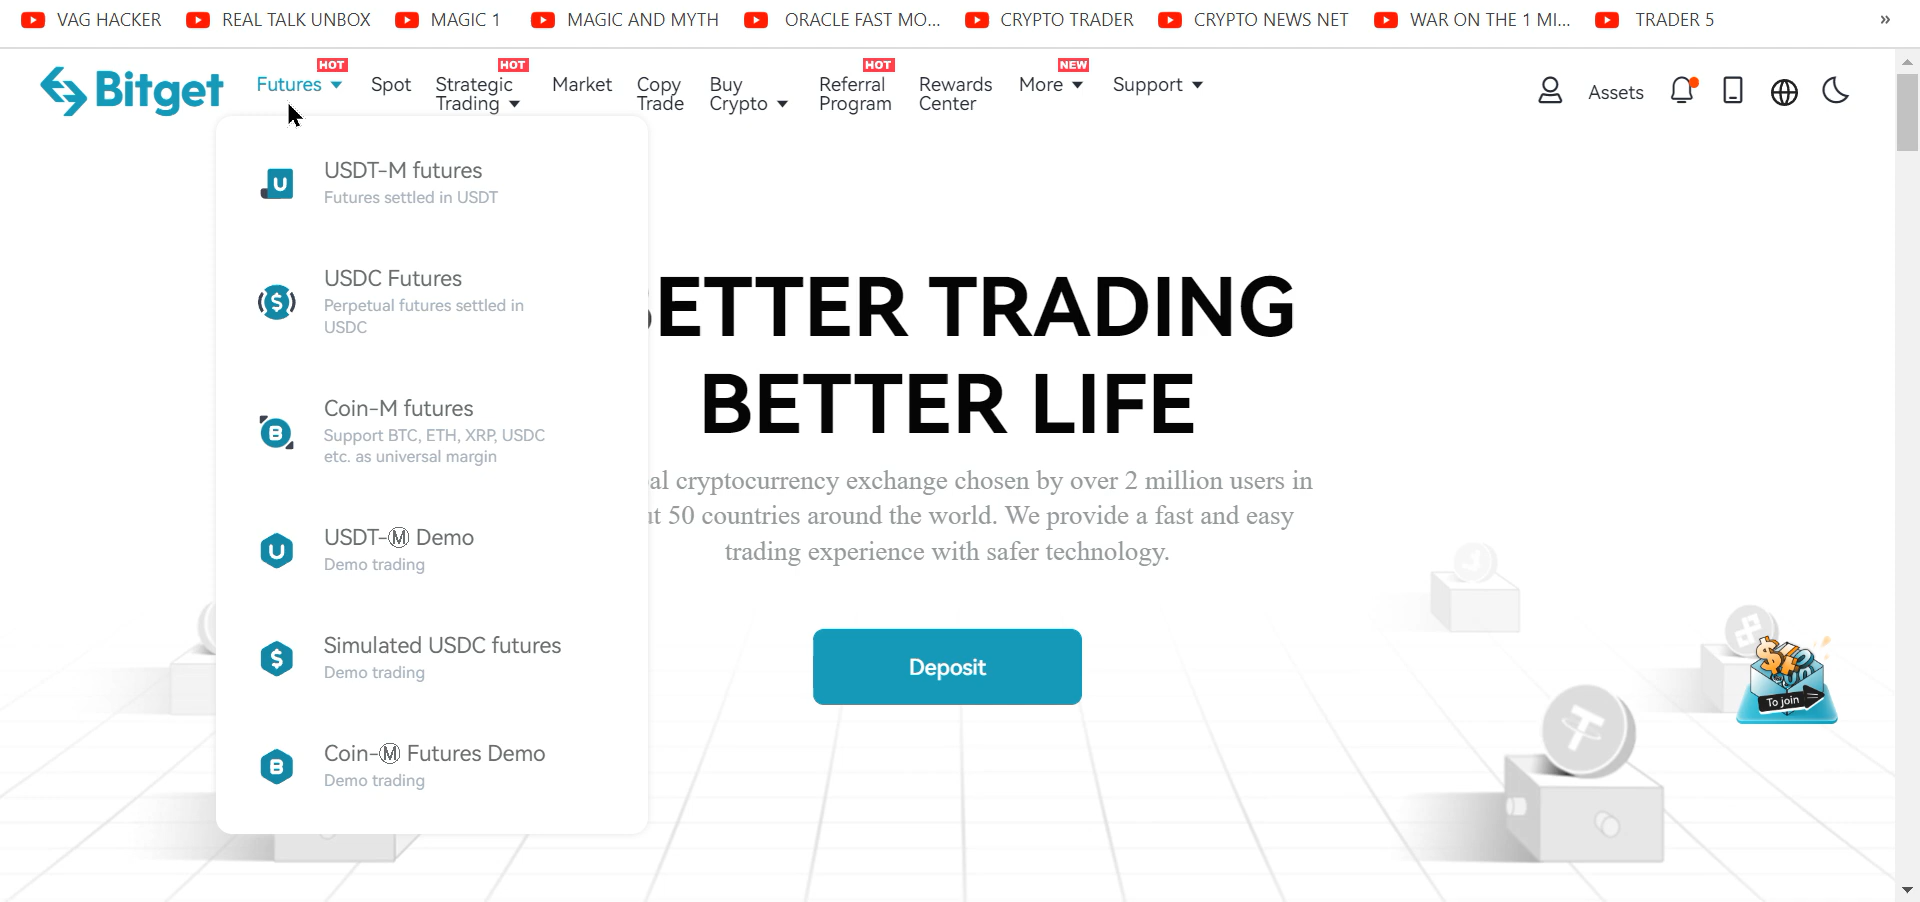 VAG HACKER
REAL TALK UNBOX
MAGIC 1
MAGIC AND MYTH
ORACLE FAST MO...
CRYPTO TRADER
CRYPTO NEWS NET
WAR ON THE 1 MI...
TRADER 5
»
Bitget
Futures
HOT
Spot
Strategic
Trading
HOT
Market
Copy
Trade
Buy
Crypto
Referral
Program
HOT
Rewards
Center
More
NEW
Support
Assets
USDT-M futures
Futures settled in USDT
USDC Futures
Perpetual futures settled in
USDC
Coin-M futures
Support BTC, ETH, XRP, USDC
etc. as universal margin
USDT-Ⓜ Demo
Demo trading
Simulated USDC futures
Demo trading
Coin-Ⓜ Futures Demo
Demo trading
BETTER TRADING
BETTER LIFE
al cryptocurrency exchange chosen by over 2 million users in
t 50 countries around the world. We provide a fast and easy
trading experience with safer technology.
Deposit
To join